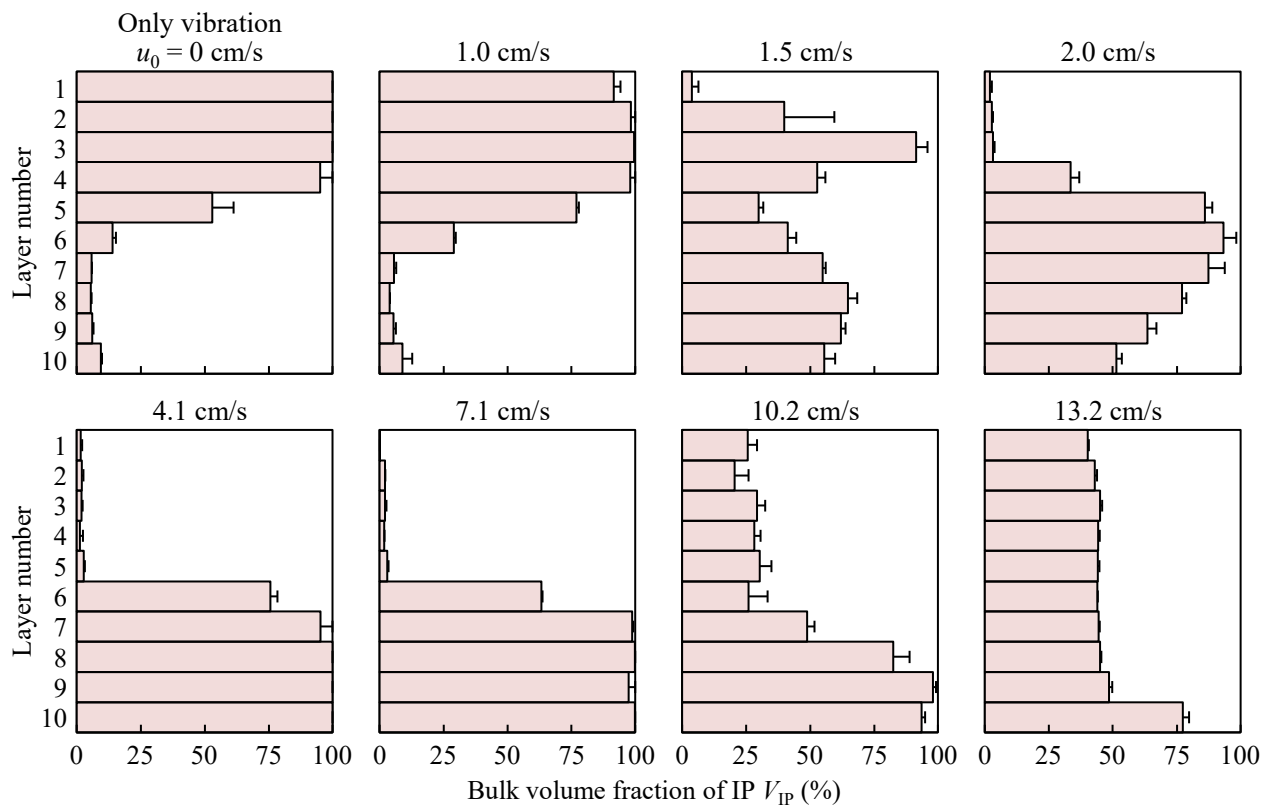 Only vibration
u₀ = 0 cm/s
1.0 cm/s
1.5 cm/s
2.0 cm/s
Layer number
1
2
3
4
5
6
7
8
9
10
4.1 cm/s
7.1 cm/s
10.2 cm/s
13.2 cm/s
Layer number
1
2
3
4
5
6
7
8
9
10
0 25 50 75 100 0 25 50 75 100 0 25 50 75 100 0 25 50 75 100
Bulk volume fraction of IP V_IP (%)